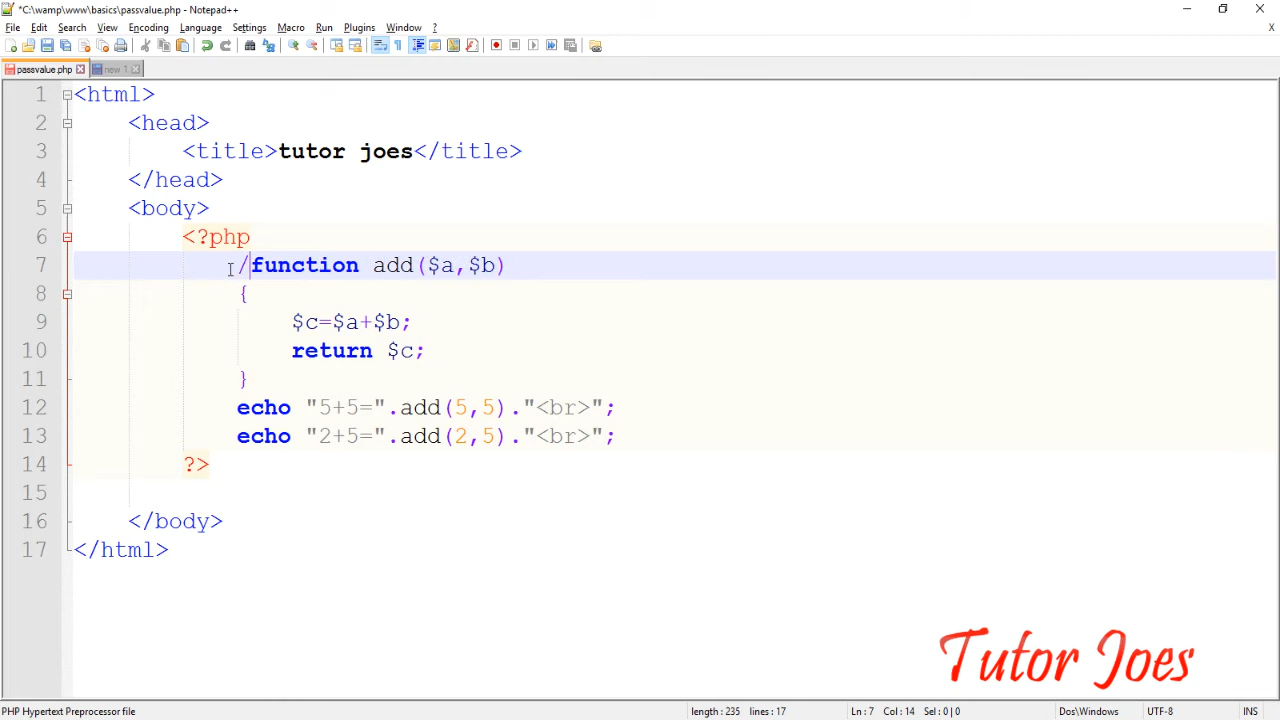 *C:\wamp\www\basics\passvalue.php - Notepad++
File Edit Search View Encoding Language Settings Macro Run Plugins Window ?
X
passvalue.php new 1
1 <html>
2 <head>
3 <title>tutor joes</title>
4 </head>
5 <body>
6 <?php
7 /function add($a,$b)
8 {
9 $c=$a+$b;
10 return $c;
11 }
12 echo "5+5=".add(5,5)."<br>";
13 echo "2+5=".add(2,5)."<br>";
14 ?>
15
16 </body>
17 </html>
Tutor Joes
PHP Hypertext Preprocessor file length : 235 lines : 17 Ln : 7 Col : 14 Sel : 0 | 0 Dos\Windows UTF-8 INS